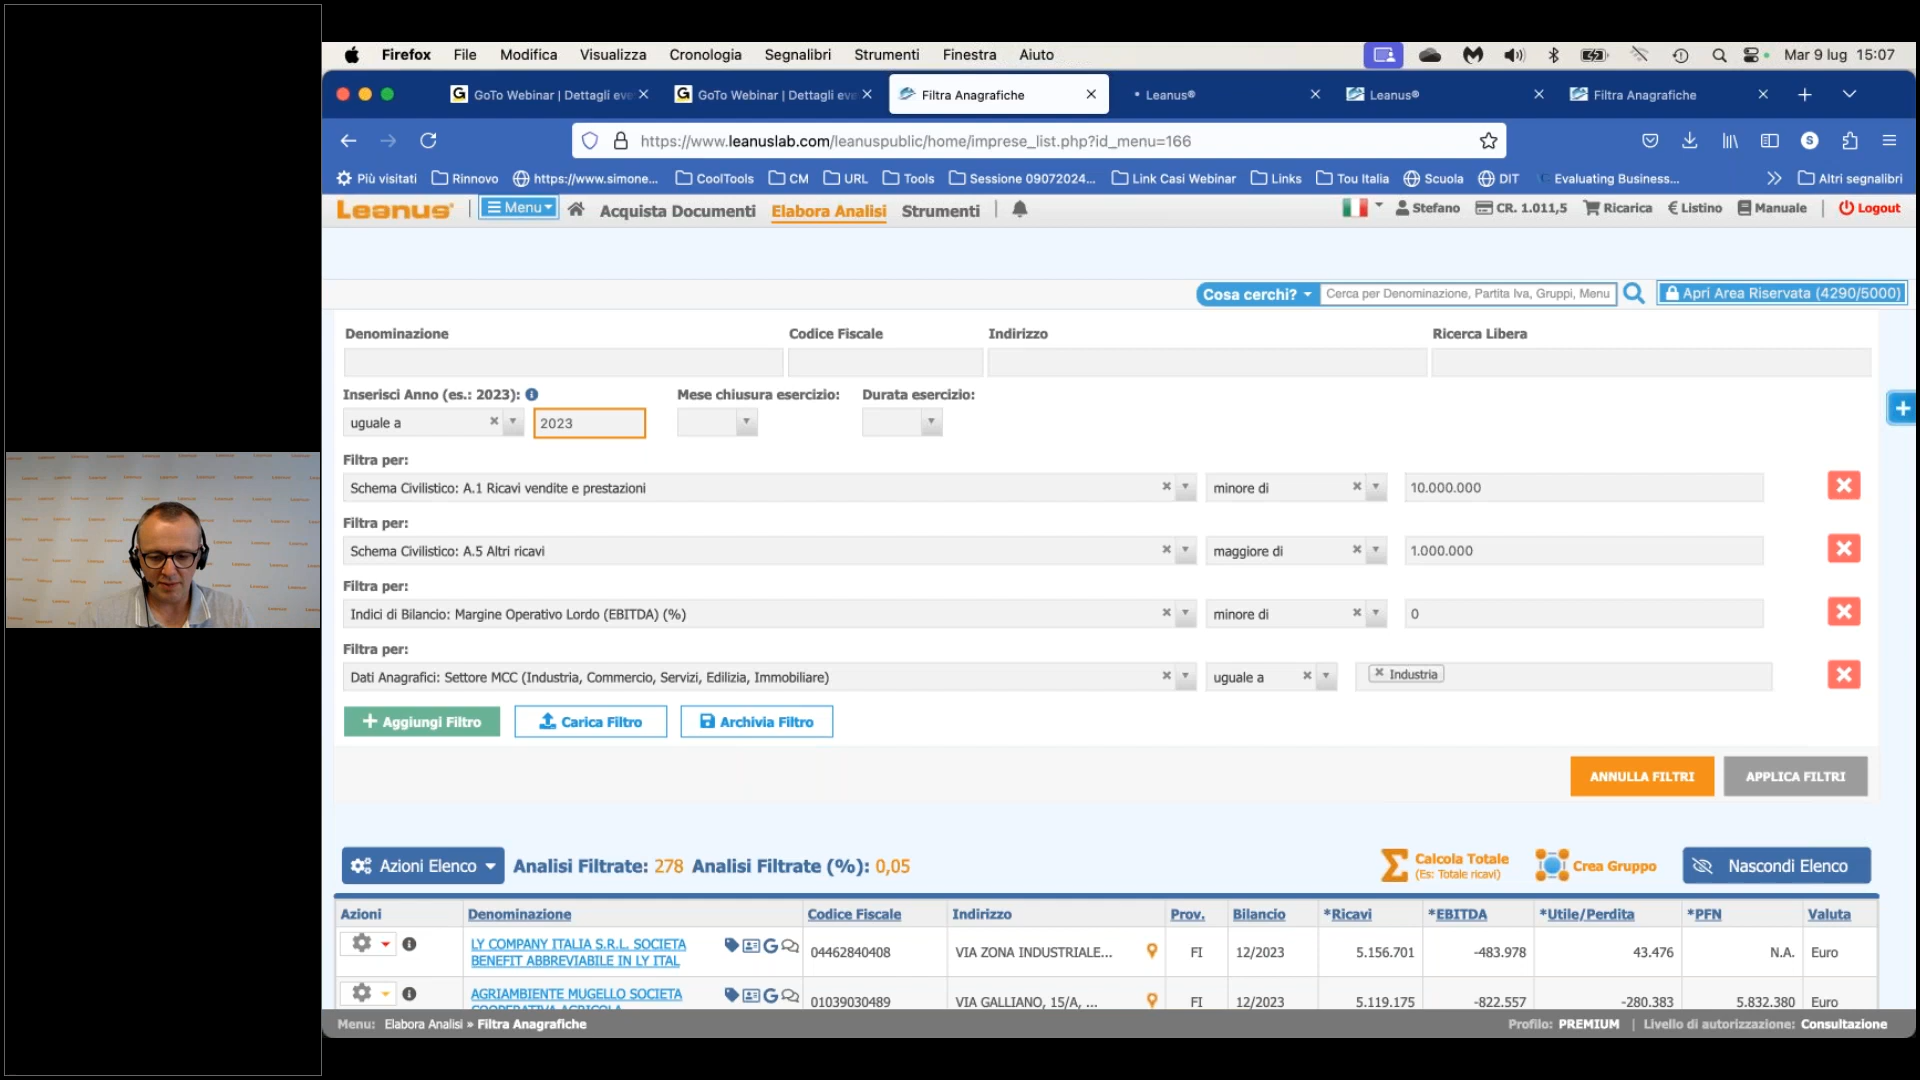 Firefox File Modifica Visualizza Cronologia Segnalibri Strumenti Finestra Aiuto Mar 9 lug 15:07
GoTo Webinar | Dettagli eve GoTo Webinar | Dettagli eve Filtra Anagrafiche • Leanus® Leanus® Filtra Anagrafiche
https://www.leanuslab.com/leanuspublic/home/imprese_list.php?id_menu=166
Più visitati Rinnovo https://www.simone... CoolTools CM URL Tools Sessione 09072024... Link Casi Webinar Links Tou Italia Scuola DIT Evaluating Business... Altri segnalibri
Leanus® Menu Acquista Documenti Elabora Analisi Strumenti Stefano CR. 1.011,5 Ricarica € Listino Manuale Logout
Cosa cerchi? Cerca per Denominazione, Partita Iva, Gruppi, Menu Apri Area Riservata (4290/5000)
Denominazione Codice Fiscale Indirizzo Ricerca Libera
Inserisci Anno (es.: 2023): Mese chiusura esercizio: Durata esercizio:
uguale a 2023
Filtra per:
Schema Civilistico: A.1 Ricavi vendite e prestazioni minore di 10.000.000
Filtra per:
Schema Civilistico: A.5 Altri ricavi maggiore di 1.000.000
Filtra per:
Indici di Bilancio: Margine Operativo Lordo (EBITDA) (%) minore di 0
Filtra per:
Dati Anagrafici: Settore MCC (Industria, Commercio, Servizi, Edilizia, Immobiliare) uguale a Industria
Aggiungi Filtro Carica Filtro Archivia Filtro
ANNULLA FILTRI APPLICA FILTRI
Azioni Elenco Analisi Filtrate: 278 Analisi Filtrate (%): 0,05 Calcola Totale Crea Gruppo Nascondi Elenco
(Es: Totale ricavi)
Azioni Denominazione Codice Fiscale Indirizzo Prov. Bilancio *Ricavi *EBITDA *Utile/Perdita *PFN Valuta
LY COMPANY ITALIA S.R.L. SOCIETA
BENEFIT ABBREVIABILE IN LY ITAL 04462840408 VIA ZONA INDUSTRIALE... FI 12/2023 5.156.701 -483.978 43.476 N.A. Euro
AGRIAMBIENTE MUGELLO SOCIETA
COOPERATIVA AGRICOLA 01039030489 VIA GALLIANO, 15/A, ... FI 12/2023 5.119.175 -822.557 -280.383 5.832.380 Euro
Menu: Elabora Analisi » Filtra Anagrafiche Profilo: PREMIUM | Livello di autorizzazione: Consultazione